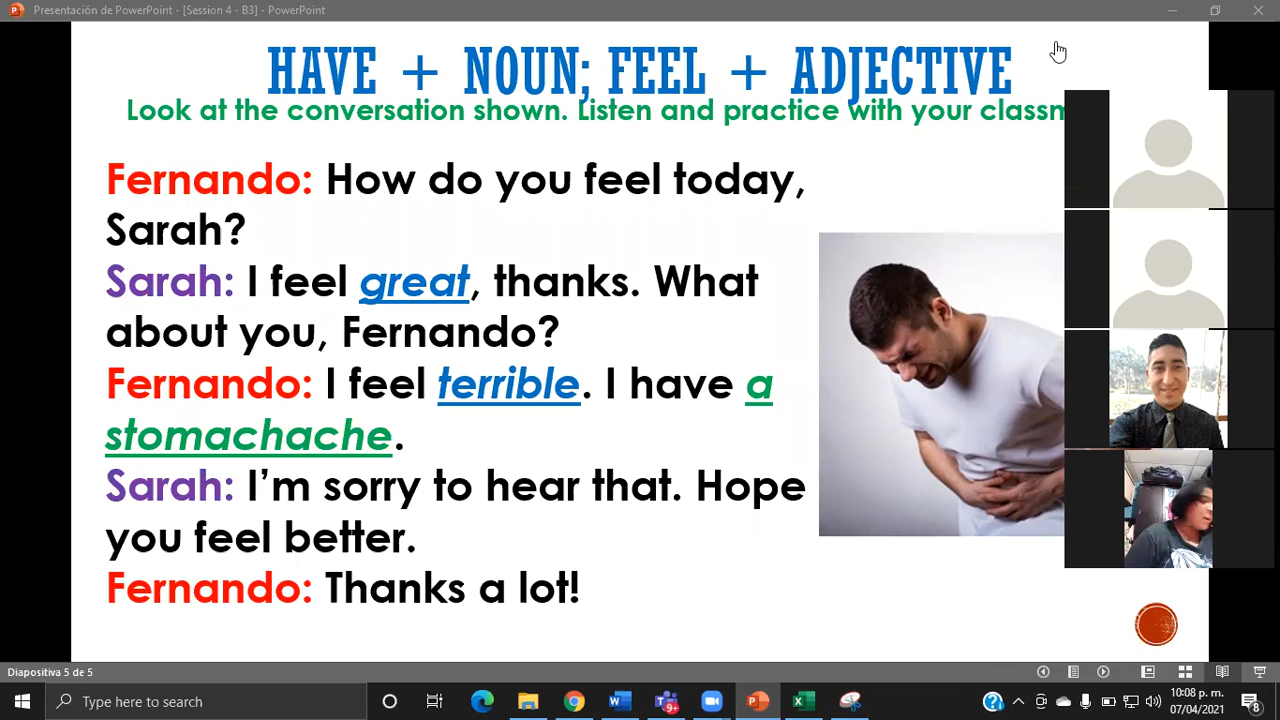 Presentación de PowerPoint - [Session 4 - B3] - PowerPoint
HAVE + NOUN; FEEL + ADJECTIVE
Look at the conversation shown. Listen and practice with your
Fernando: How do you feel today,
Sarah?
Sarah: I feel great, thanks. What
about you, Fernando?
Fernando: I feel terrible. I have a
stomachache.
Sarah: I’m sorry to hear that. Hope
you feel better.
Fernando: Thanks a lot!
Diapositiva 5 de 5
Type here to search
9+
10:08 p. m.
07/04/2021
8